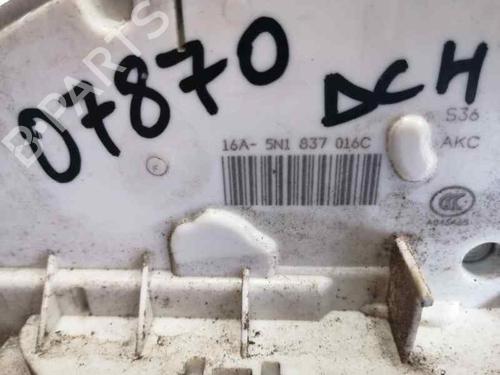 B-PARTS
07870
DCH
S36
16A- 5N1 837 016C
AKC